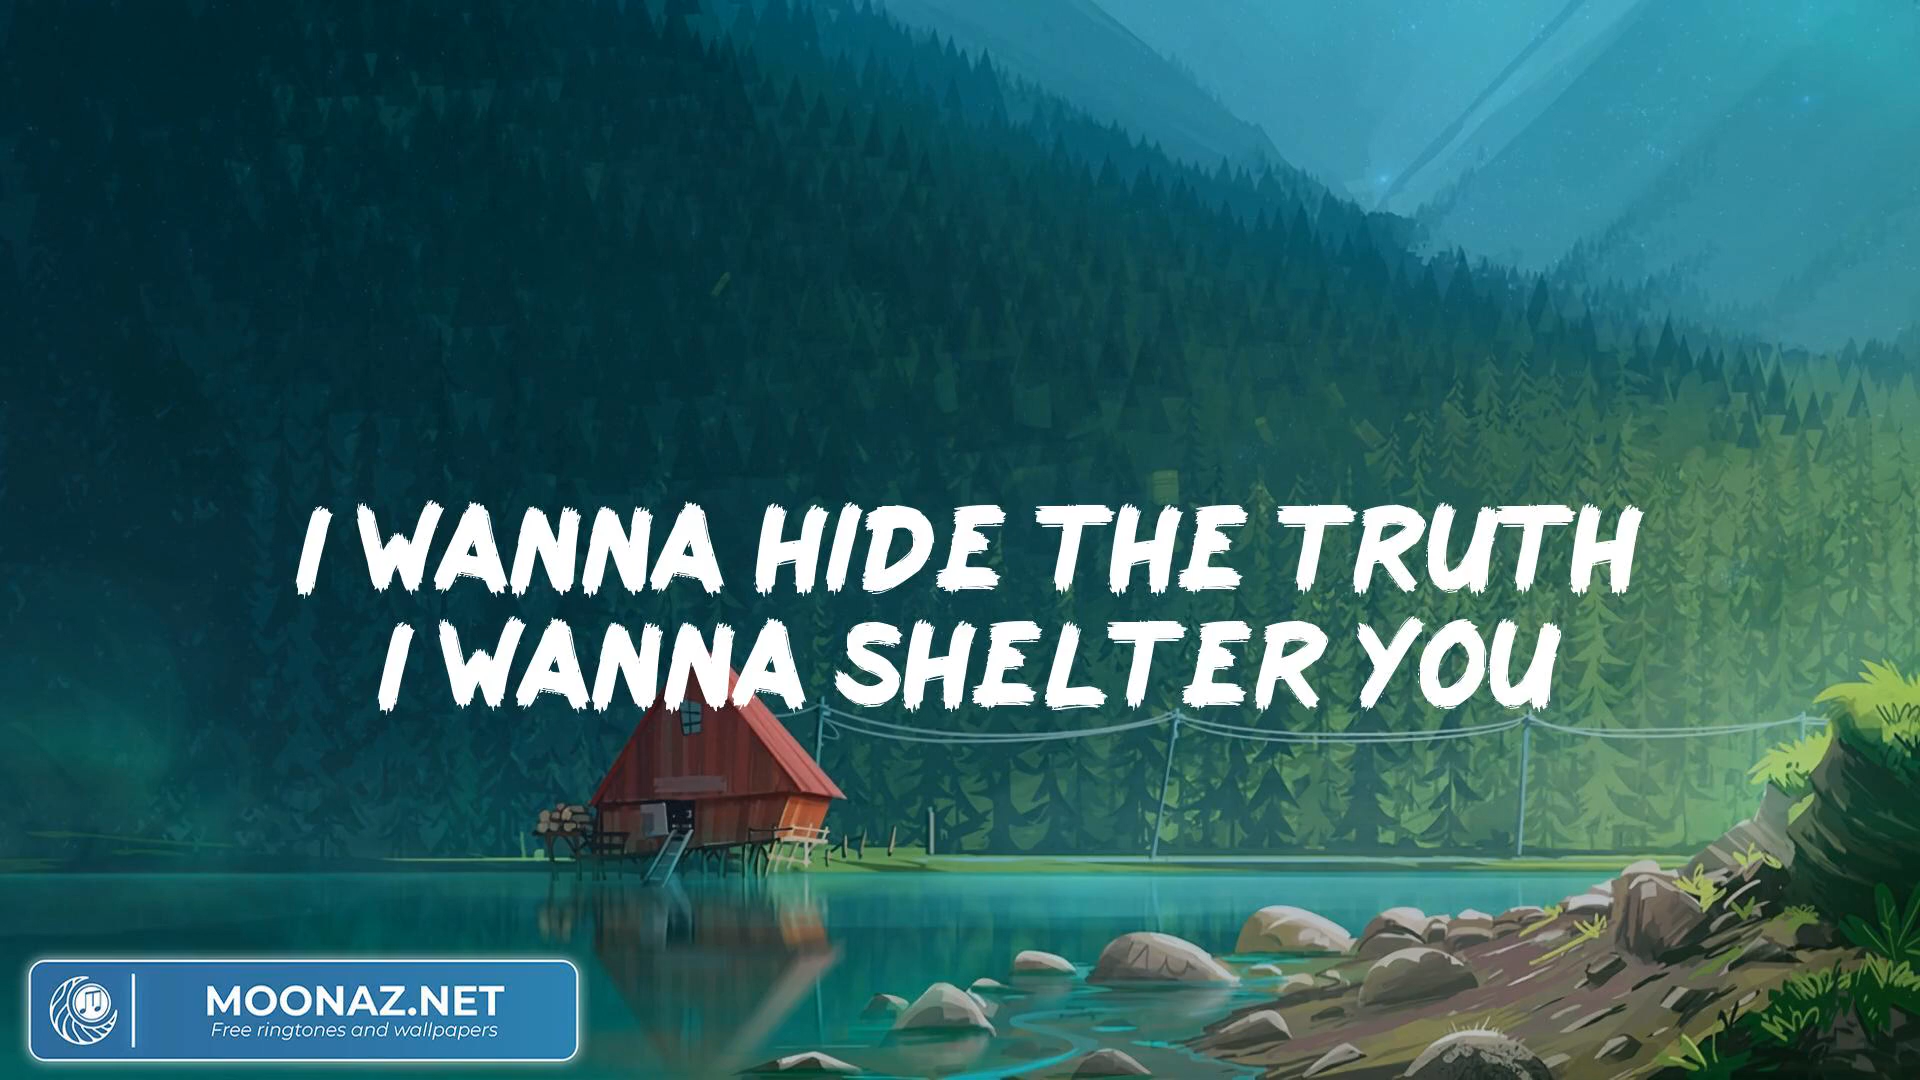 I WANNA HIDE THE TRUTH
I WANNA SHELTER YOU
MOONAZ.NET
Free ringtones and wallpapers